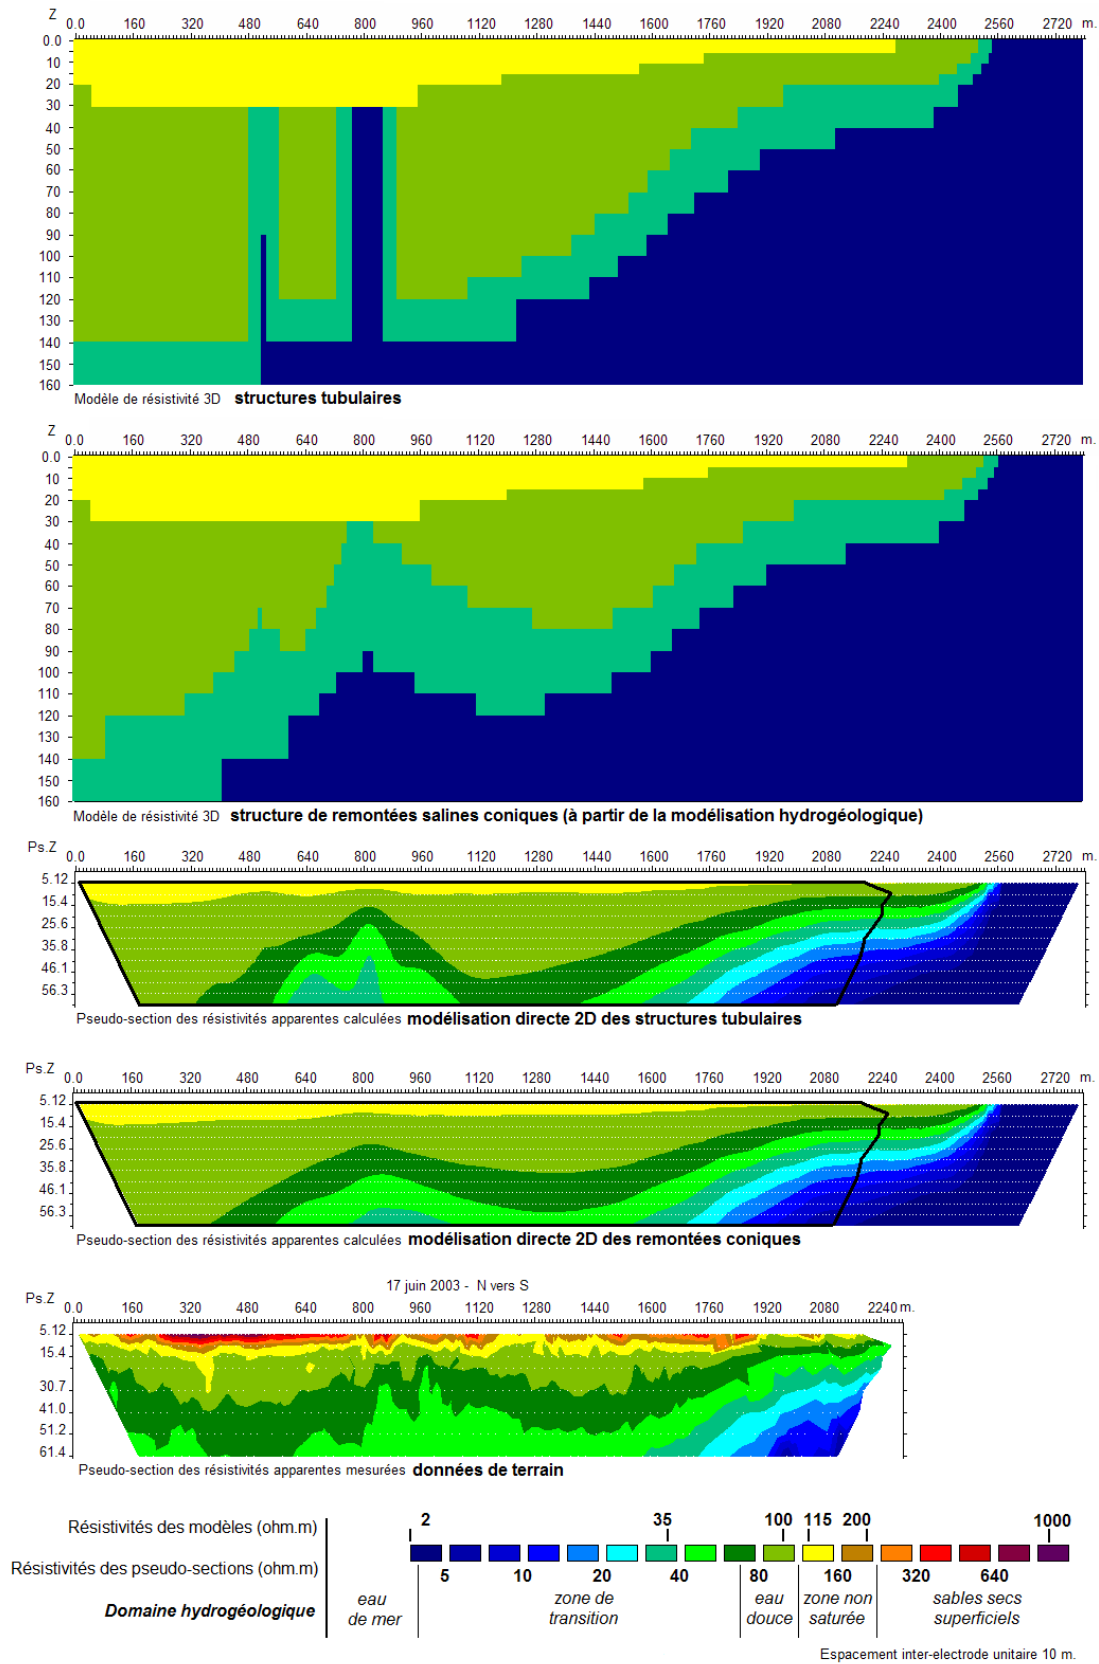 Z
0.0 160 320 480 640 800 960 1120 1280 1440 1600 1760 1920 2080 2240 2400 2560 2720 m.
0.0
10
20
30
40
50
60
70
80
90
100
110
120
130
140
150
160
Modèle de résistivité 3D structures tubulaires
Z
0.0 160 320 480 640 800 960 1120 1280 1440 1600 1760 1920 2080 2240 2400 2560 2720 m.
0.0
10
20
30
40
50
60
70
80
90
100
110
120
130
140
150
160
Modèle de résistivité 3D structure de remontées salines coniques (à partir de la modélisation hydrogéologique)
Ps.Z
0.0 160 320 480 640 800 960 1120 1280 1440 1600 1760 1920 2080 2240 2400 2560 2720 m.
5.12
15.4
25.6
35.8
46.1
56.3
Pseudo-section des résistivités apparentes calculées modélisation directe 2D des structures tubulaires
Ps.Z
0.0 160 320 480 640 800 960 1120 1280 1440 1600 1760 1920 2080 2240 2400 2560 2720 m.
5.12
15.4
25.6
35.8
46.1
56.3
Pseudo-section des résistivités apparentes calculées modélisation directe 2D des remontées coniques
17 juin 2003 - N vers S
Ps.Z
0.0 160 320 480 640 800 960 1120 1280 1440 1600 1760 1920 2080 2240 m.
5.12
15.4
30.7
41.0
51.2
61.4
Pseudo-section des résistivités apparentes mesurées données de terrain
Résistivités des modèles (ohm.m) 2 35 100 115 200 1000
Résistivités des pseudo-sections (ohm.m) 5 10 20 40 80 160 320 640
Domaine hydrogéologique
eau de mer
zone de transition
eau douce
zone non saturée
sables secs superficiels
Espacement inter-electrode unitaire 10 m.